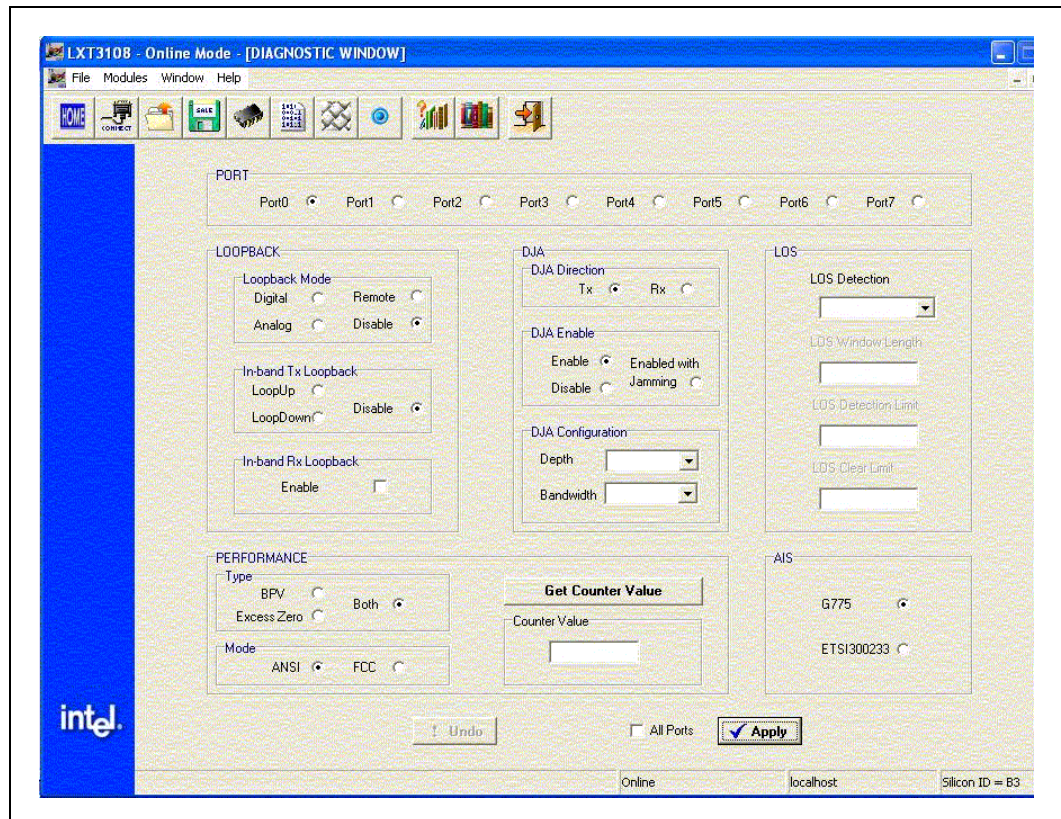 LXT3108 - Online Mode - [DIAGNOSTIC WINDOW]
File Modules Window Help
HOME
CONNECT
SALE
PORT
Port0 Port1 Port2 Port3 Port4 Port5 Port6 Port7
LOOPBACK
Loopback Mode
Digital Remote
Analog Disable
In-band Tx Loopback
LoopUp
Disable
LoopDown
In-band Rx Loopback
Enable
DJA
DJA Direction
Tx Rx
DJA Enable
Enable Enabled with
Disable Jamming
DJA Configuration
Depth
Bandwidth
LOS
LOS Detection
LOS Window Length
LOS Detection Limit
LOS Clear Limit
PERFORMANCE
Type
BPV
Both
Excess Zero
Mode
ANSI FCC
Get Counter Value
Counter Value
AIS
G775
ETSI300233
intel.
! Undo
All Ports Apply
Online localhost Silicon ID = B3